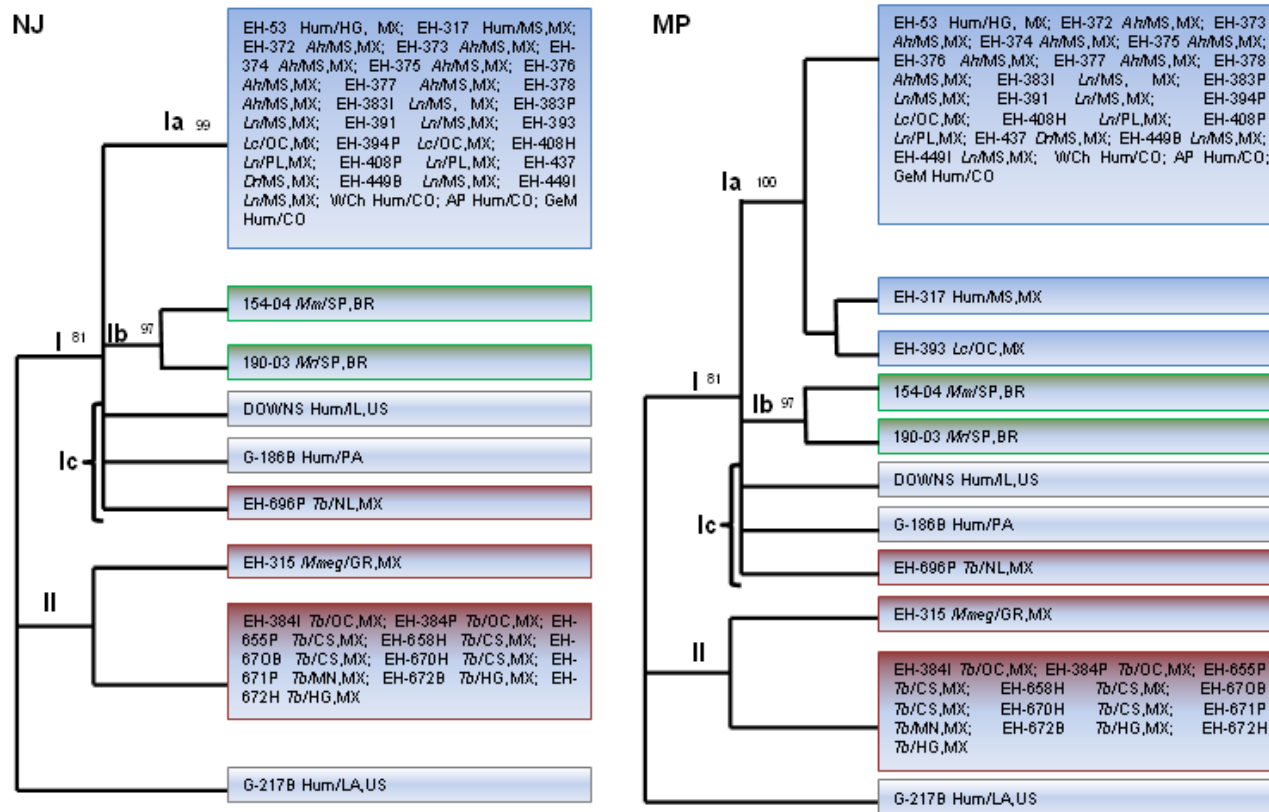 NJ
EH-53 Hum/HG, MX; EH-317 Hum/MS,MX;
EH-372 Ah/MS,MX; EH-373 Ah/MS,MX; EH-
374 Ah/MS,MX; EH-375 Ah/MS,MX; EH-376
Ah/MS,MX; EH-377 Ah/MS,MX; EH-378
Ah/MS,MX; EH-383I Ln/MS, MX; EH-383P
Ln/MS,MX; EH-391 Ln/MS,MX; EH-393
Lc/OC,MX; EH-394P Lc/OC,MX; EH-408H
Ln/PL,MX; EH-408P Ln/PL,MX; EH-437
Dr/MS,MX; EH-449B Ln/MS,MX; EH-449I
Ln/MS,MX; WCh Hum/CO; AP Hum/CO; GeM
Hum/CO
Ia 99
154-04 Mm/SP,BR
I 81
Ib 97
190-03 Mr/SP,BR
DOWNS Hum/IL,US
Ic
G-186B Hum/PA
EH-696P Tb/NL,MX
EH-315 Mmeg/GR,MX
II
EH-384I Tb/OC,MX; EH-384P Tb/OC,MX; EH-
655P Tb/CS,MX; EH-658H Tb/CS,MX; EH-
670B Tb/CS,MX; EH-670H Tb/CS,MX; EH-
671P Tb/MN,MX; EH-672B Tb/HG,MX; EH-
672H Tb/HG,MX
G-217B Hum/LA,US
MP
EH-53 Hum/HG, MX; EH-372 Ah/MS,MX; EH-373
Ah/MS,MX; EH-374 Ah/MS,MX; EH-375 Ah/MS,MX;
EH-376 Ah/MS,MX; EH-377 Ah/MS,MX; EH-378
Ah/MS,MX; EH-383I Ln/MS, MX; EH-383P
Ln/MS,MX; EH-391 Ln/MS,MX; EH-394P
Lc/OC,MX; EH-408H Ln/PL,MX; EH-408P
Ln/PL,MX; EH-437 Dr/MS,MX; EH-449B Ln/MS,MX;
EH-449I Ln/MS,MX; WCh Hum/CO; AP Hum/CO;
GeM Hum/CO
Ia 100
EH-317 Hum/MS,MX
EH-393 Lc/OC,MX
I 81
154-04 Mm/SP,BR
Ib 97
190-03 Mr/SP,BR
DOWNS Hum/IL,US
Ic
G-186B Hum/PA
EH-696P Tb/NL,MX
EH-315 Mmeg/GR,MX
II
EH-384I Tb/OC,MX; EH-384P Tb/OC,MX; EH-655P
Tb/CS,MX; EH-658H Tb/CS,MX; EH-670B
Tb/CS,MX; EH-670H Tb/CS,MX; EH-671P
Tb/MN,MX; EH-672B Tb/HG,MX; EH-672H
Tb/HG,MX
G-217B Hum/LA,US